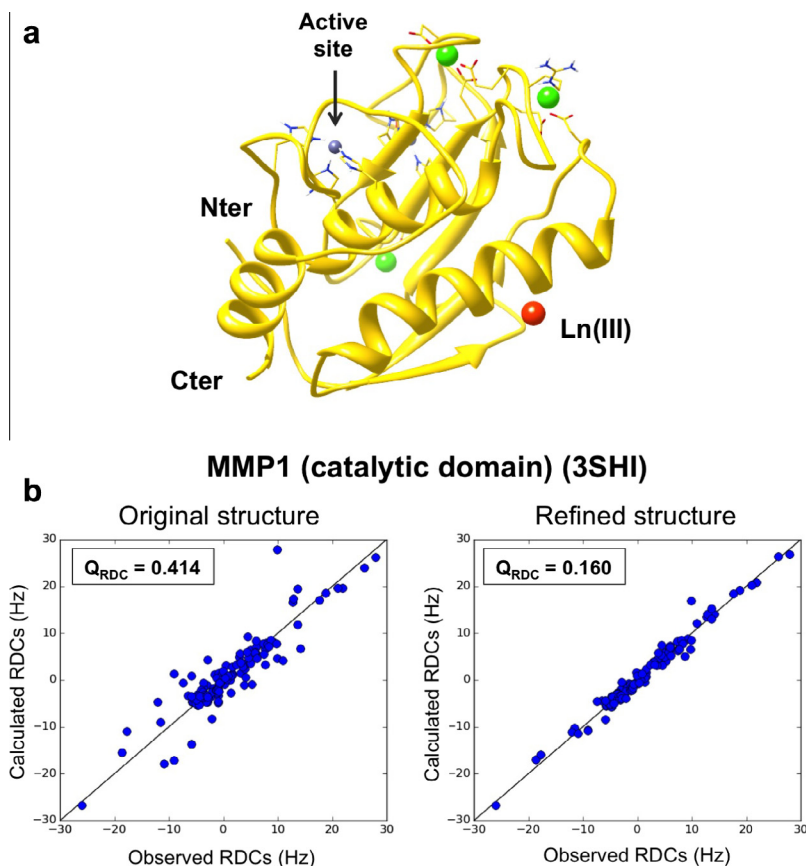 a
Active
site
Nter
Cter
Ln(III)
MMP1 (catalytic domain) (3SHI)
b
Original structure
Refined structure
Q_RDC = 0.414
Q_RDC = 0.160
Calculated RDCs (Hz)
30
20
10
0
−10
−20
−30
−30 −20 −10 0 10 20 30
Observed RDCs (Hz)
Calculated RDCs (Hz)
30
20
10
0
−10
−20
−30
−30 −20 −10 0 10 20 30
Observed RDCs (Hz)